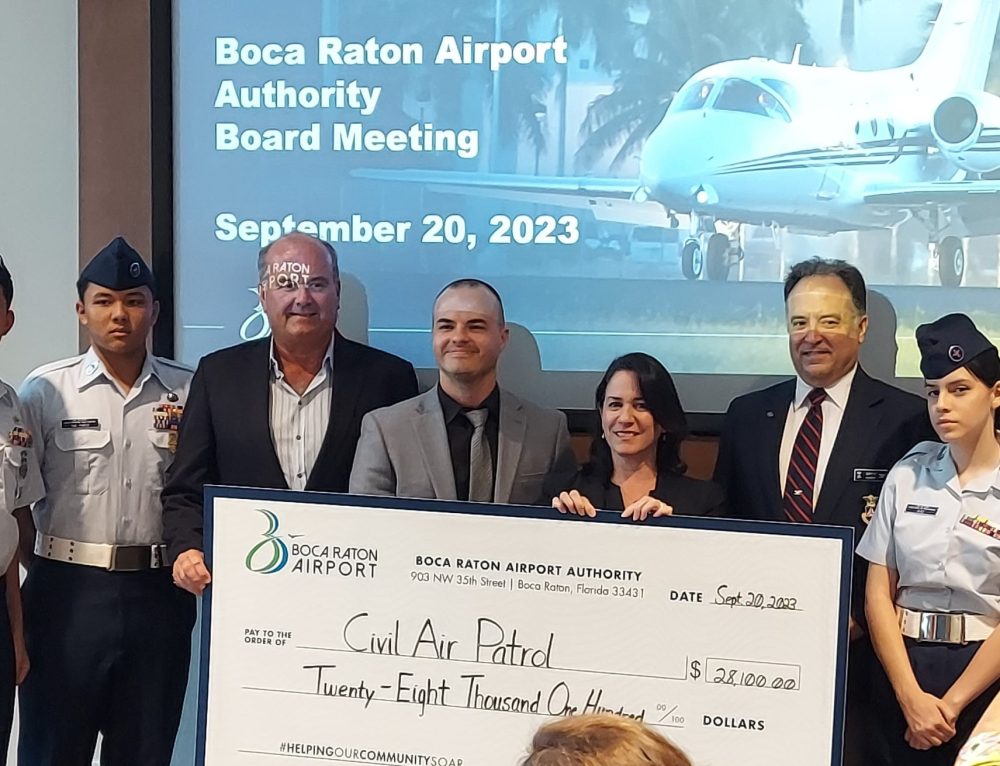 Boca Raton Airport
Authority
Board Meeting
September 20, 2023
A RATON
PORT
BOCA RATON
AIRPORT
BOCA RATON AIRPORT AUTHORITY
903 NW 35th Street | Boca Raton, Florida 33431
DATE Sept. 20, 2023
PAY TO THE
ORDER OF Civil Air Patrol
$ 28,100.00
Twenty-Eight Thousand One Hundred 00/100 DOLLARS
#HELPINGOURCOMMUNITYSOAR